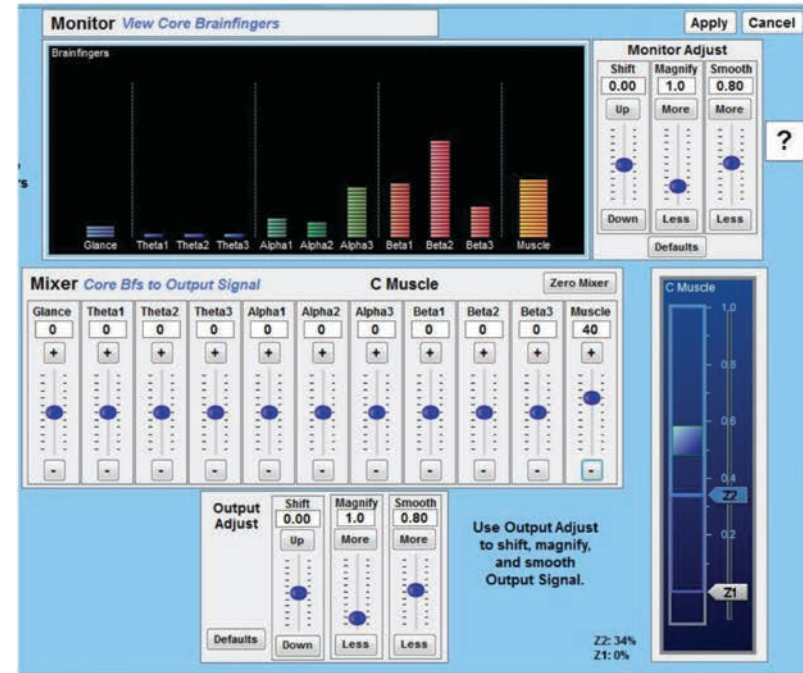 Monitor View Core Brainfingers
Apply Cancel
Brainfingers
Glance Theta1 Theta2 Theta3 Alpha1 Alpha2 Alpha3 Beta1 Beta2 Beta3 Muscle
Monitor Adjust
Shift Magnify Smooth
0.00 1.0 0.80
Up More More
Down Less Less
Defaults
?
rs
Mixer Core Bfs to Output Signal C Muscle Zero Mixer
Glance Theta1 Theta2 Theta3 Alpha1 Alpha2 Alpha3 Beta1 Beta2 Beta3 Muscle
0 0 0 0 0 0 0 0 0 0 40
+ + + + + + + + + + +
- - - - - - - - - - -
C Muscle
1.0
0.8
0.6
0.4
Z2
0.2
Z1
Output
Adjust
Shift Magnify Smooth
0.00 1.0 0.80
Up More More
Defaults
Down Less Less
Use Output Adjust
to shift, magnify,
and smooth
Output Signal.
Z2: 34%
Z1: 0%